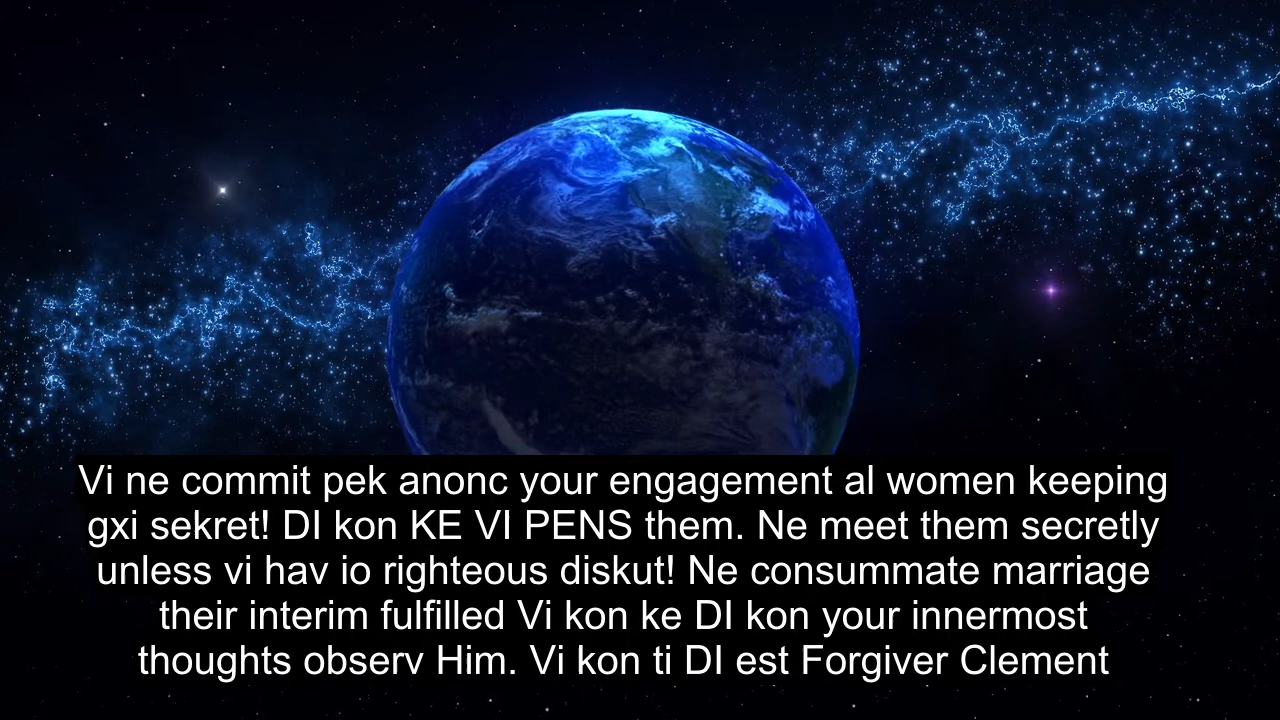 Vi ne commit pek anonc your engagement al women keeping
gxi sekret! DI kon KE VI PENS them. Ne meet them secretly
unless vi hav io righteous diskut! Ne consummate marriage
their interim fulfilled Vi kon ke DI kon your innermost
thoughts observ Him. Vi kon ti DI est Forgiver Clement